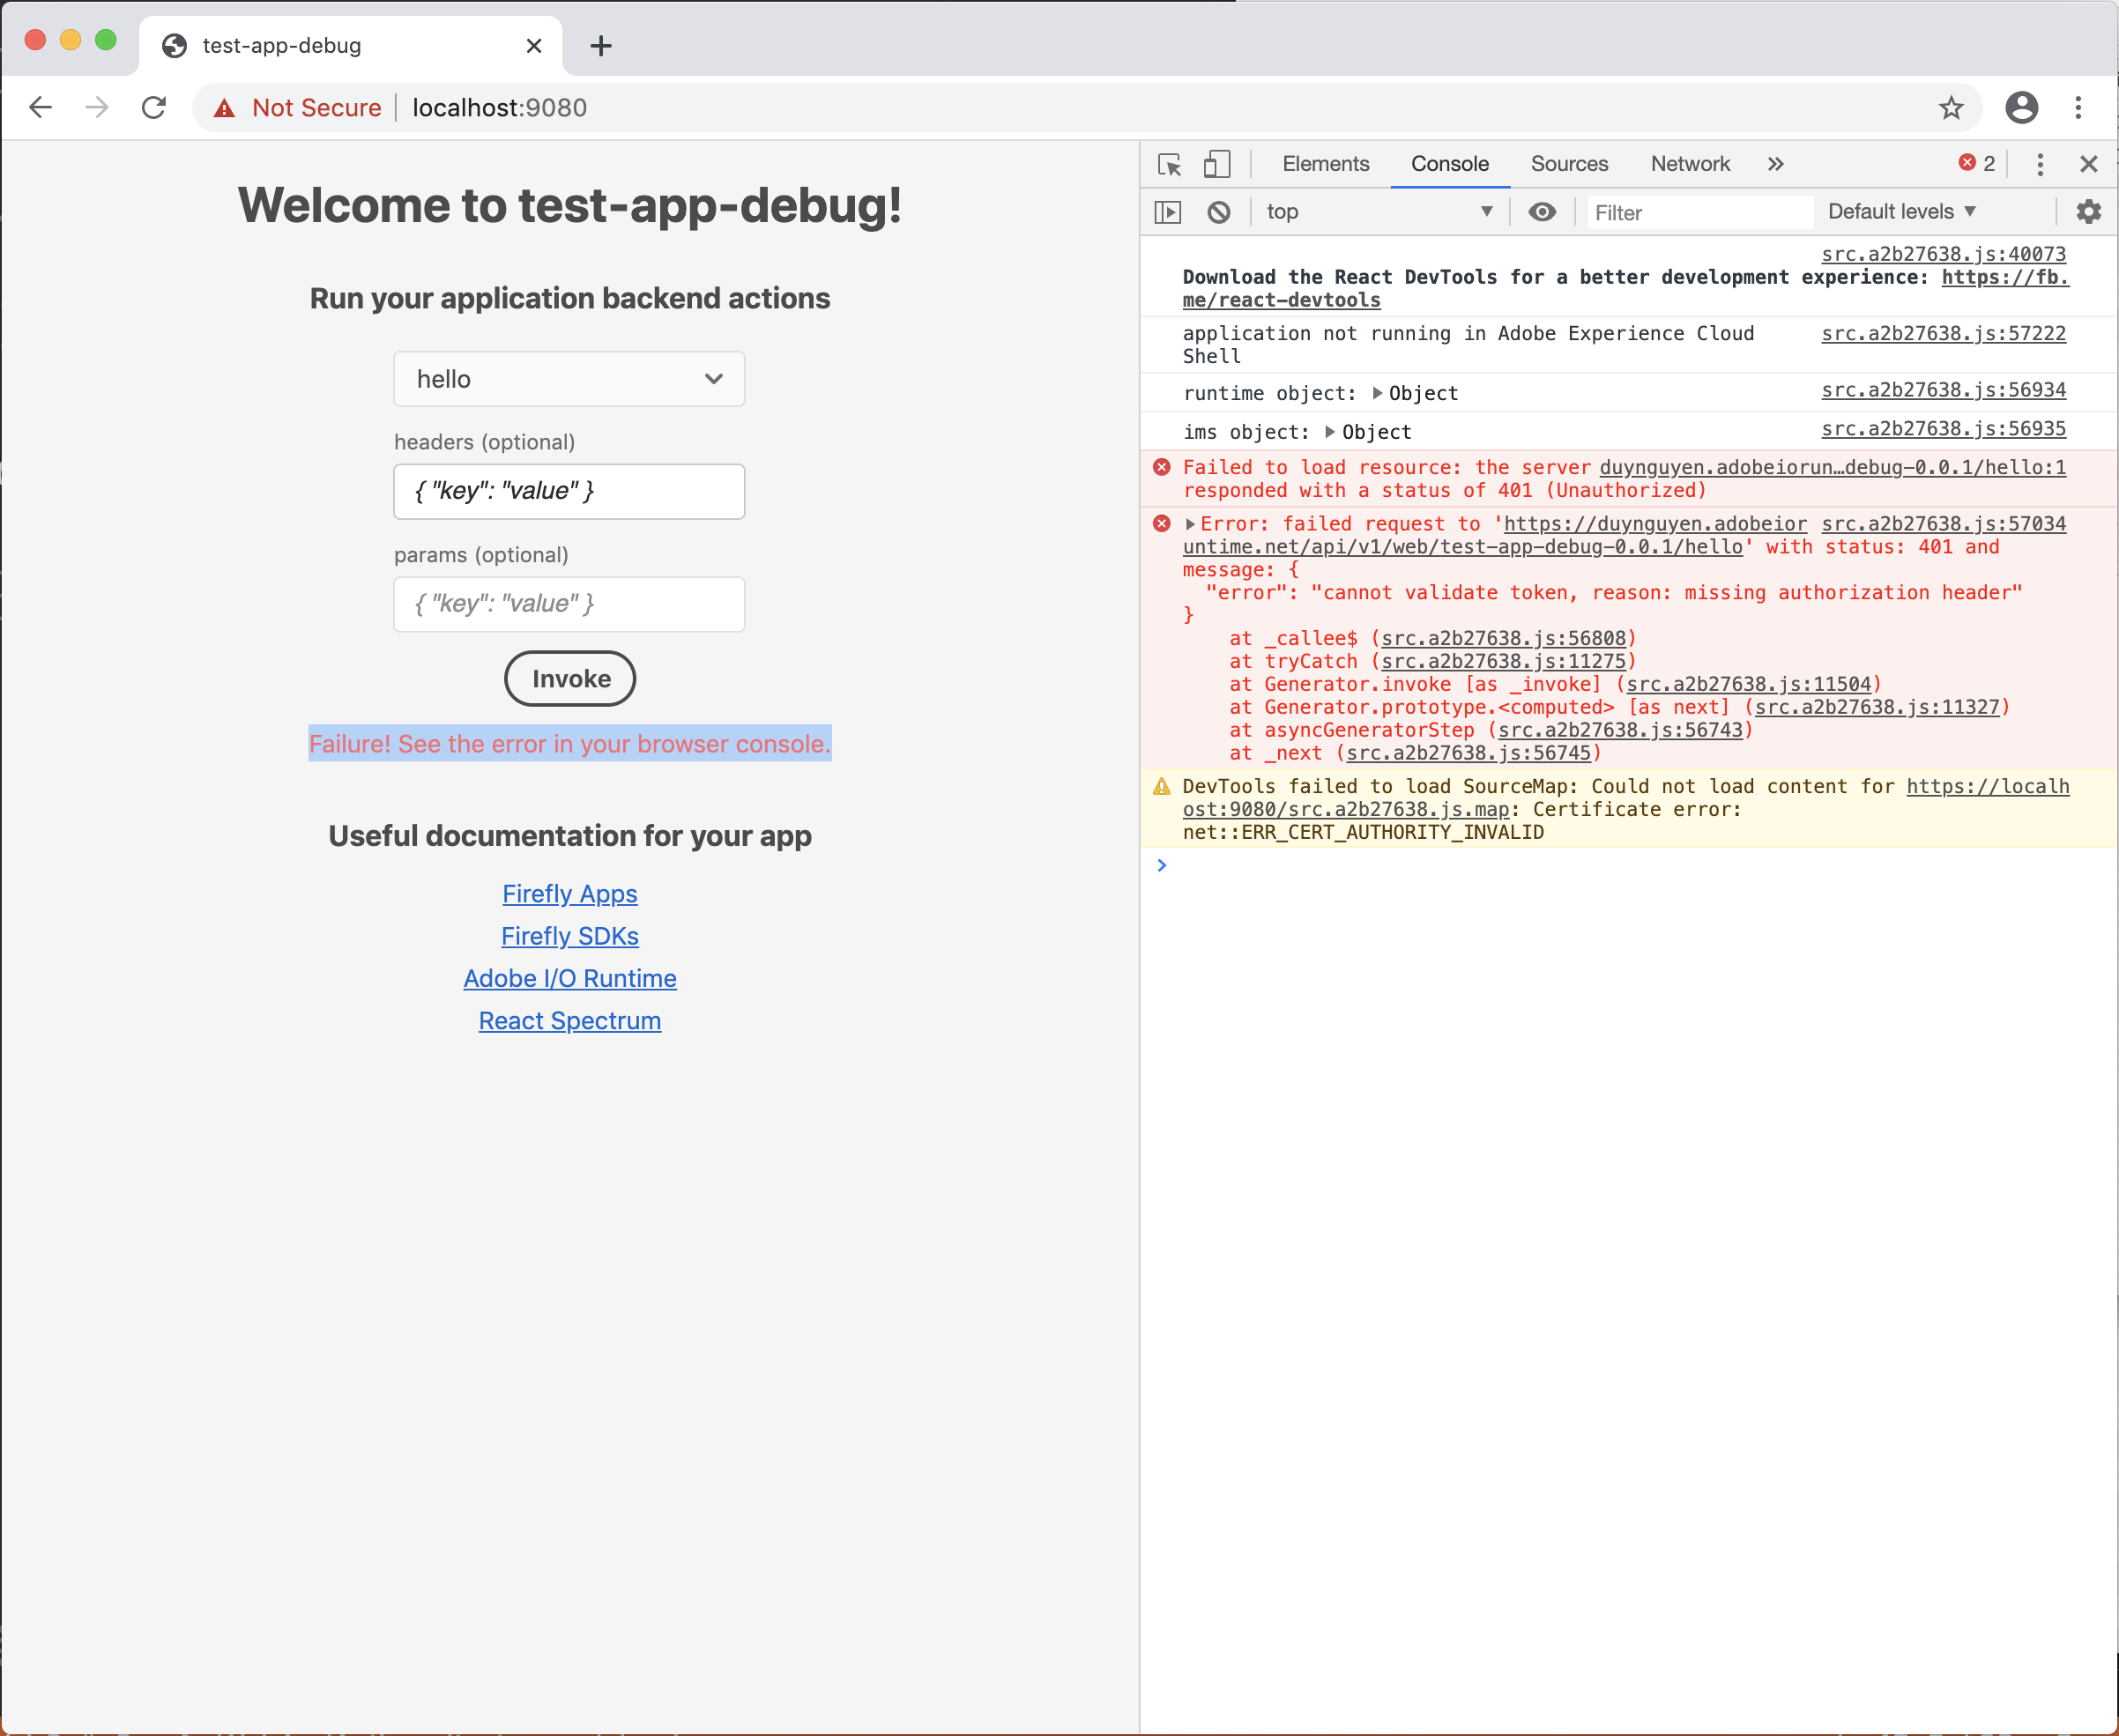 test-app-debug
Not Secure localhost:9080
Welcome to test-app-debug!
Run your application backend actions
hello
headers (optional)
{ "key": "value" }
params (optional)
{ "key": "value" }
Invoke
Failure! See the error in your browser console.
Useful documentation for your app
Firefly Apps
Firefly SDKs
Adobe I/O Runtime
React Spectrum
Elements Console Sources Network » 2
top Filter Default levels
src.a2b27638.js:40073
Download the React DevTools for a better development experience: https://fb.
me/react-devtools
application not running in Adobe Experience Cloud src.a2b27638.js:57222
Shell
runtime object: Object src.a2b27638.js:56934
ims object: Object src.a2b27638.js:56935
Failed to load resource: the server duynguyen.adobeiorun…debug-0.0.1/hello:1
responded with a status of 401 (Unauthorized)
Error: failed request to 'https://duynguyen.adobeior src.a2b27638.js:57034
untime.net/api/v1/web/test-app-debug-0.0.1/hello' with status: 401 and
message: {
"error": "cannot validate token, reason: missing authorization header"
}
at _callee$ (src.a2b27638.js:56808)
at tryCatch (src.a2b27638.js:11275)
at Generator.invoke [as _invoke] (src.a2b27638.js:11504)
at Generator.prototype.<computed> [as next] (src.a2b27638.js:11327)
at asyncGeneratorStep (src.a2b27638.js:56743)
at _next (src.a2b27638.js:56745)
DevTools failed to load SourceMap: Could not load content for https://localh
ost:9080/src.a2b27638.js.map: Certificate error:
net::ERR_CERT_AUTHORITY_INVALID